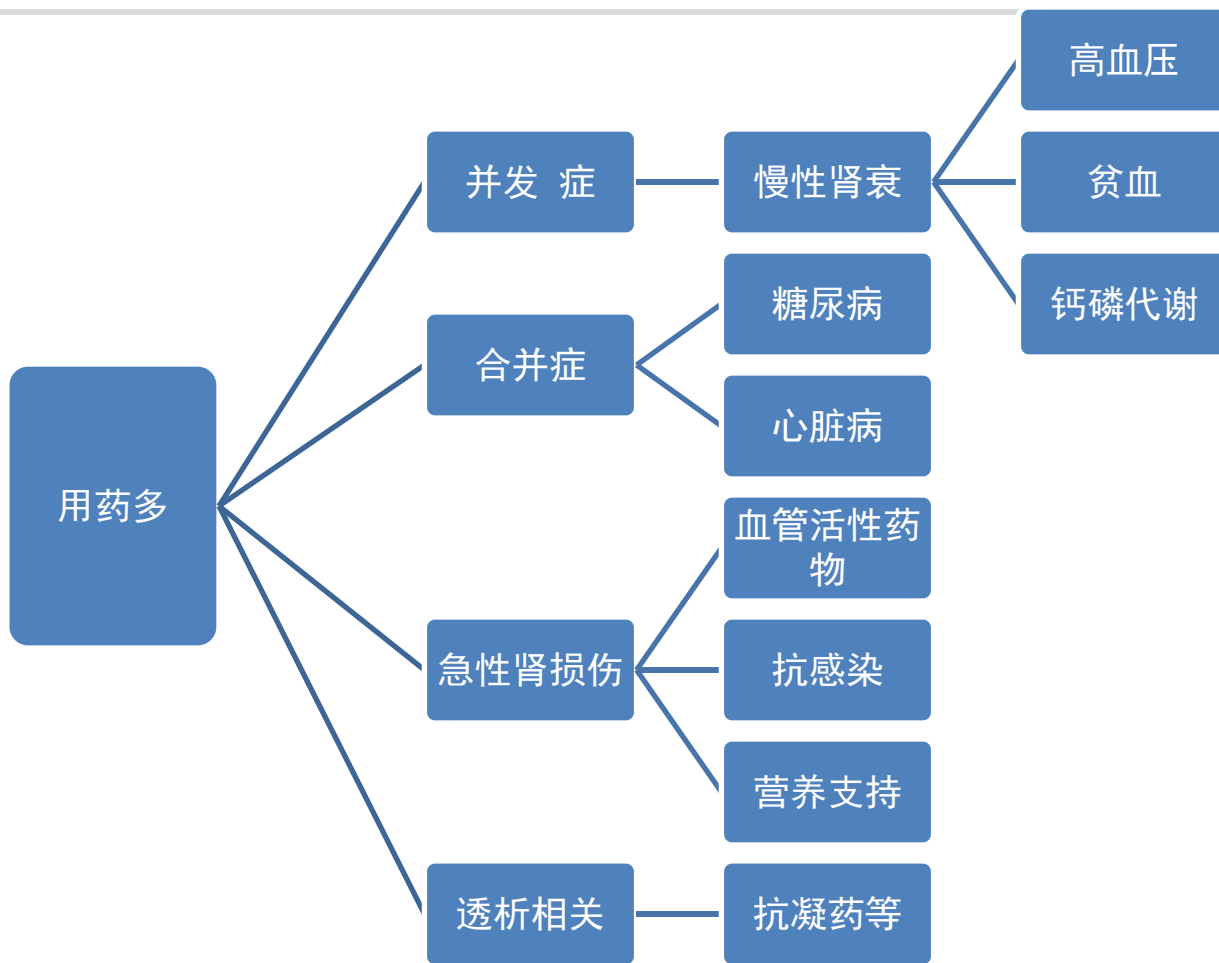 高血压
并发 症
慢性肾衰
贫血
糖尿病
钙磷代谢
合并症
心脏病
用药多
血管活性药
物
急性肾损伤
抗感染
营养支持
透析相关
抗凝药等